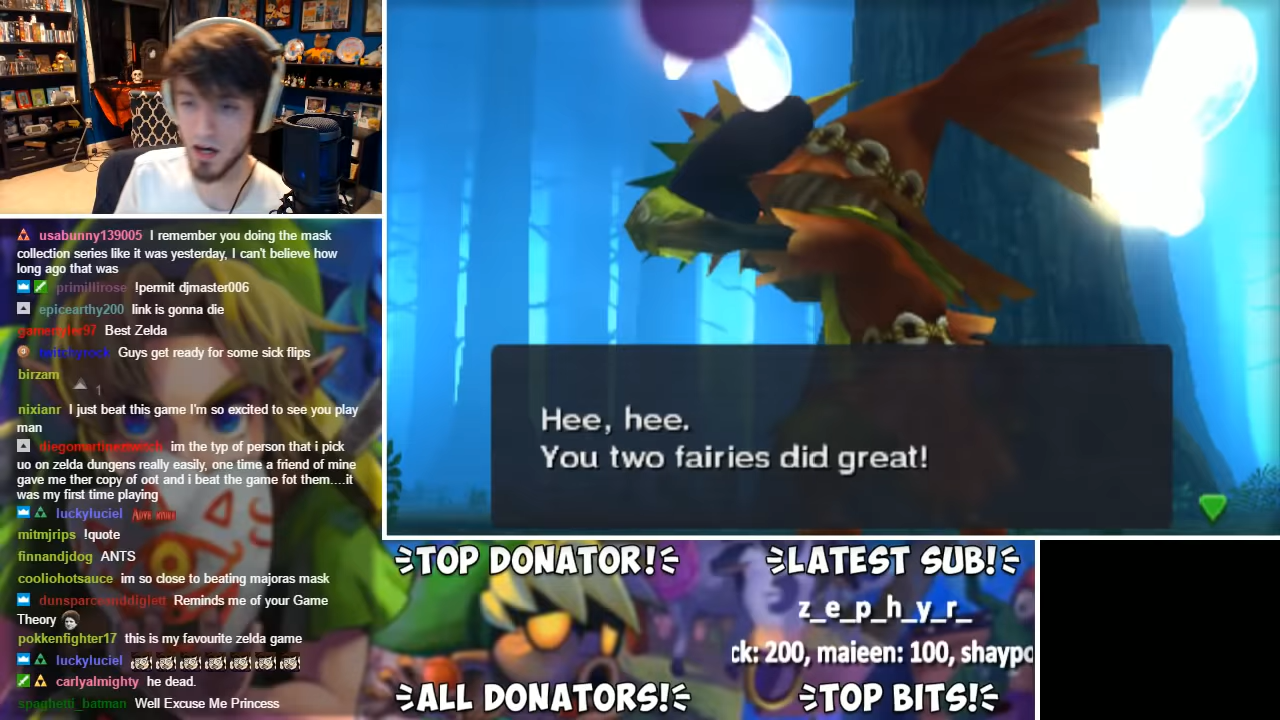 usabunny139005 I remember you doing the mask
collection series like it was yesterday, I can't believe how
long ago that was
primillirose !permit djmaster006
epicearthy200 link is gonna die
Best Zelda
Guys get ready for some sick flips
birzam
1
nixianr I just beat this game I'm so excited to see you play
man
im the typ of person that i pick
uo on zelda dungens really easily, one time a friend of mine
gave me ther copy of oot and i beat the game fot them....it
was my first time playing
luckyluciel
mitmjrips !quote
finnandjdog ANTS
cooliohotsauce im so close to beating majoras mask
dunsparceanddiglett Reminds me of your Game
Theory
pokkenfighter17 this is my favourite zelda game
luckyluciel
carlyalmighty he dead.
spaghetti_batman Well Excuse Me Princess
Hee, hee.
You two fairies did great!
TOP DONATOR!
ALL DONATORS!
LATEST SUB!
z_e_p_h_y_r_
ck: 200, maieen: 100, shaypo
TOP BITS!